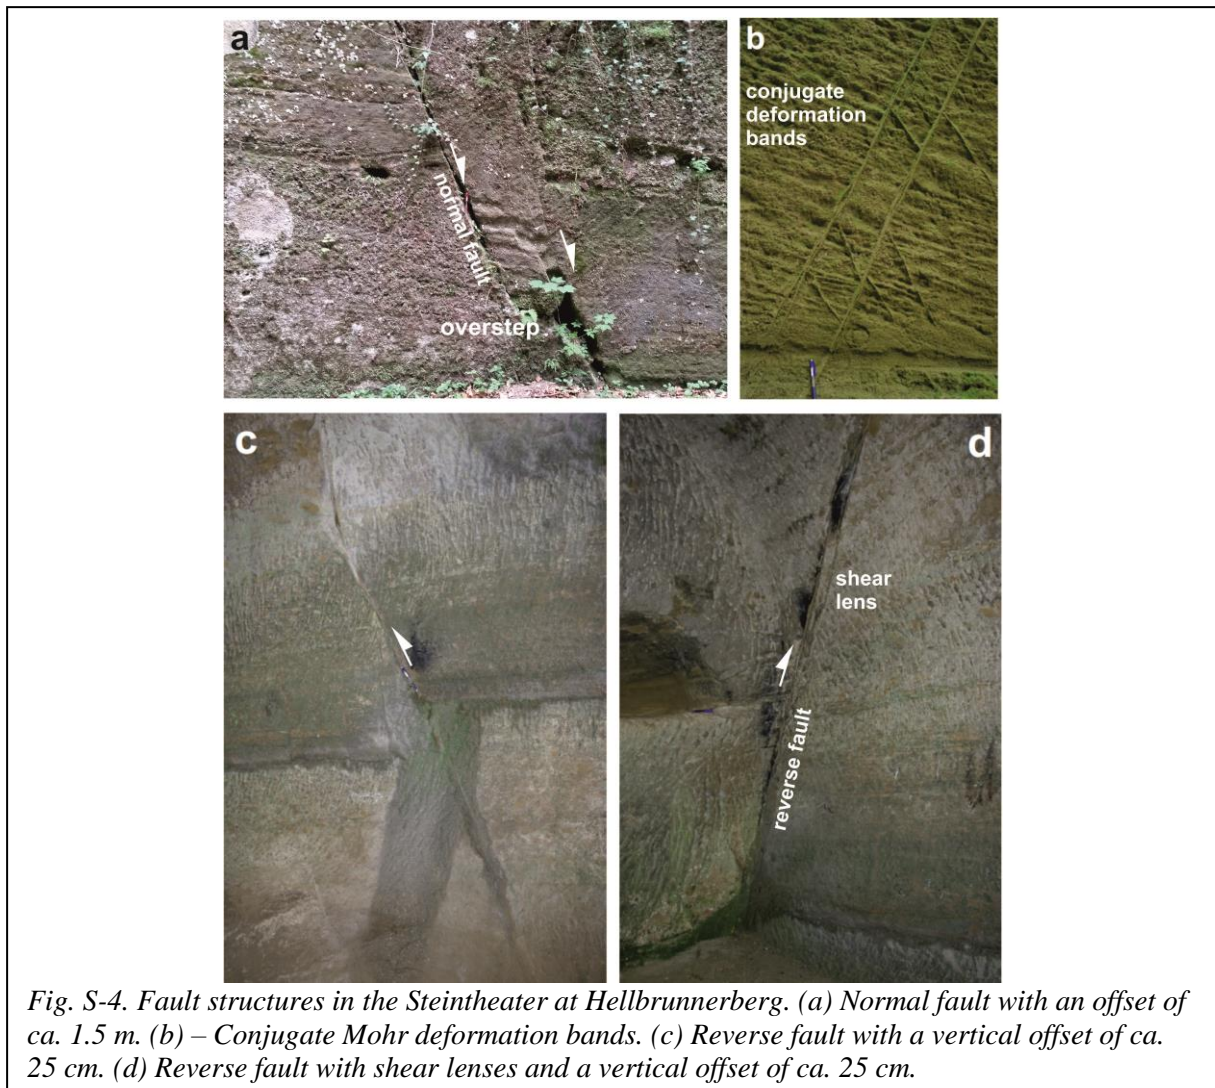 a
b
conjugate
deformation
bands
normal fault
overstep
c
d
shear
lens
reverse fault
Fig. S-4. Fault structures in the Steintheater at Hellbrunnerberg. (a) Normal fault with an offset of
ca. 1.5 m. (b) – Conjugate Mohr deformation bands. (c) Reverse fault with a vertical offset of ca.
25 cm. (d) Reverse fault with shear lenses and a vertical offset of ca. 25 cm.